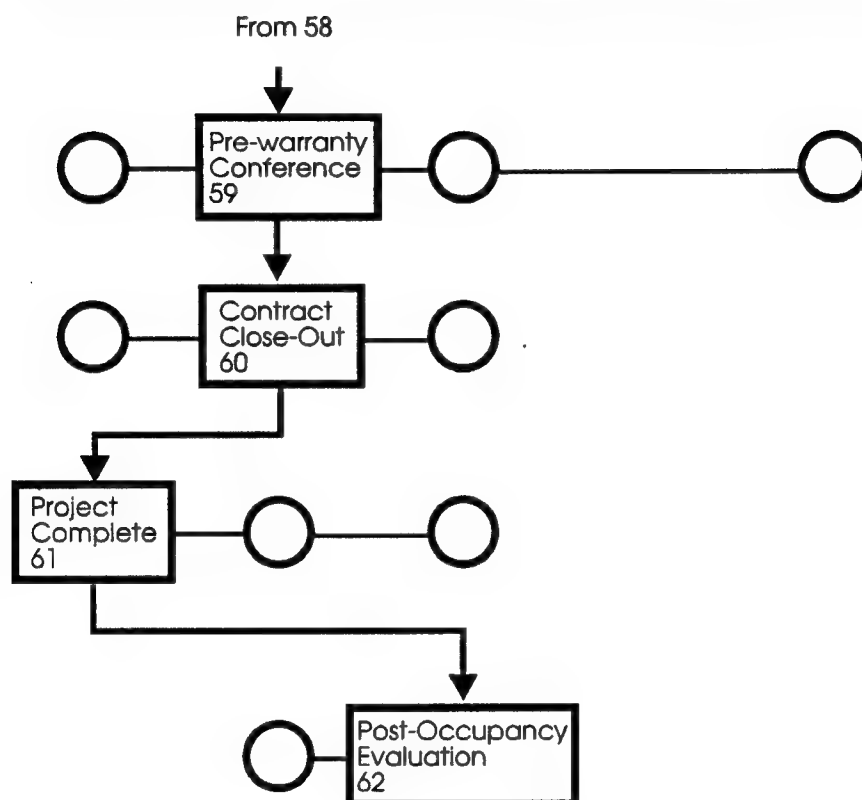 From 58
Pre-warranty
Conference
59
Contract
Close-Out
60
Project
Complete
61
Post-Occupancy
Evaluation
62